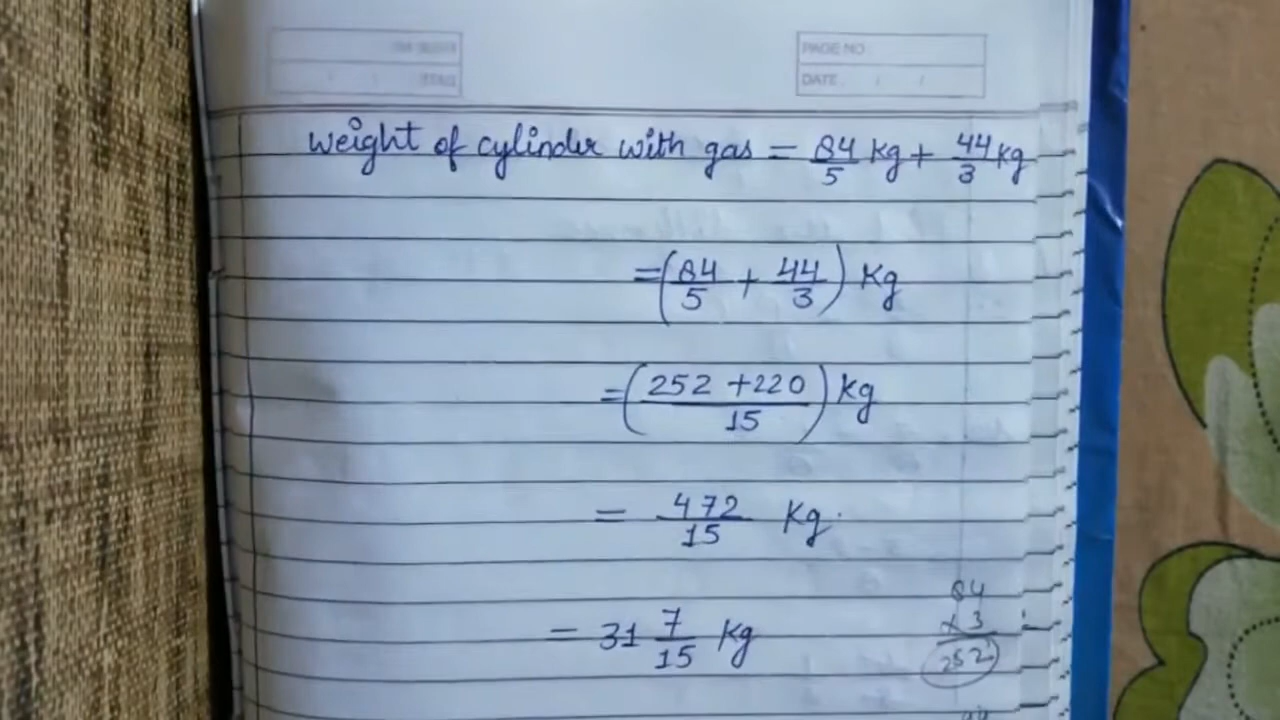 PAGE NO
DATE
weight of cylinder with gas = 84/5 kg + 44/3 kg
= (84/5 + 44/3) kg
= (252 + 220 / 15) kg
= 472/15 kg.
= 31 7/15 kg
84
x 3
252